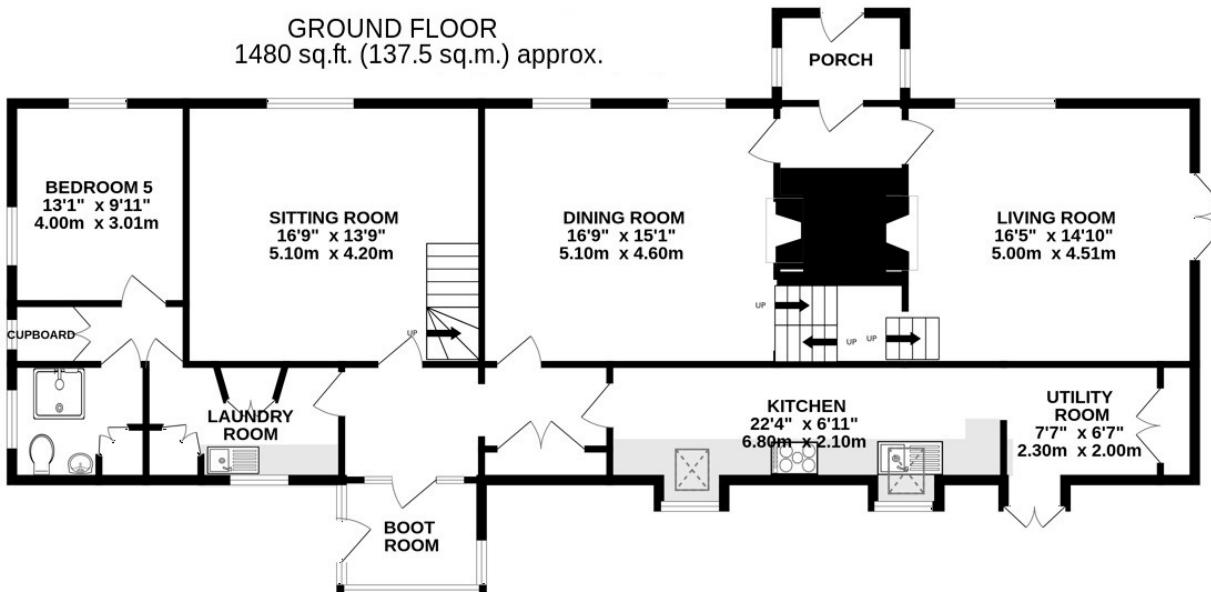 GROUND FLOOR
1480 sq.ft. (137.5 sq.m.) approx.
PORCH
BEDROOM 5
13'1" x 9'11"
4.00m x 3.01m
SITTING ROOM
16'9" x 13'9"
5.10m x 4.20m
DINING ROOM
16'9" x 15'1"
5.10m x 4.60m
LIVING ROOM
16'5" x 14'10"
5.00m x 4.51m
CUPBOARD
UP
UP
UP
UP
LAUNDRY
ROOM
KITCHEN
22'4" x 6'11"
6.80m x 2.10m
UTILITY
ROOM
7'7" x 6'7"
2.30m x 2.00m
BOOT
ROOM